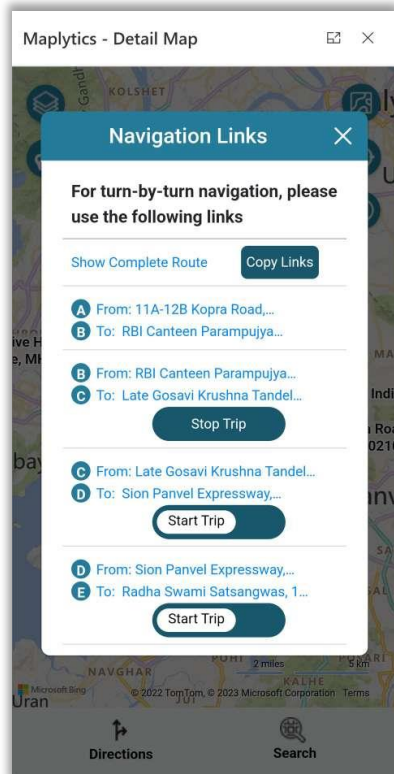 Maplytics - Detail Map
KOLSHET
Navigation Links
For turn-by-turn navigation, please
use the following links
Show Complete Route
Copy Links
A From: 11A-12B Kopra Road,...
B To: RBI Canteen Parampujya...
B From: RBI Canteen Parampujya...
C To: Late Gosavi Krushna Tandel...
Stop Trip
C From: Late Gosavi Krushna Tandel...
D To: Sion Panvel Expressway,...
Start Trip
D From: Sion Panvel Expressway,...
E To: Radha Swami Satsangwas, 1...
Start Trip
2 miles
5 km
NAVGHAR
KALHE
Microsoft Bing
Uran
JUI
© 2022 TomTom, © 2023 Microsoft Corporation Terms
Directions
Search